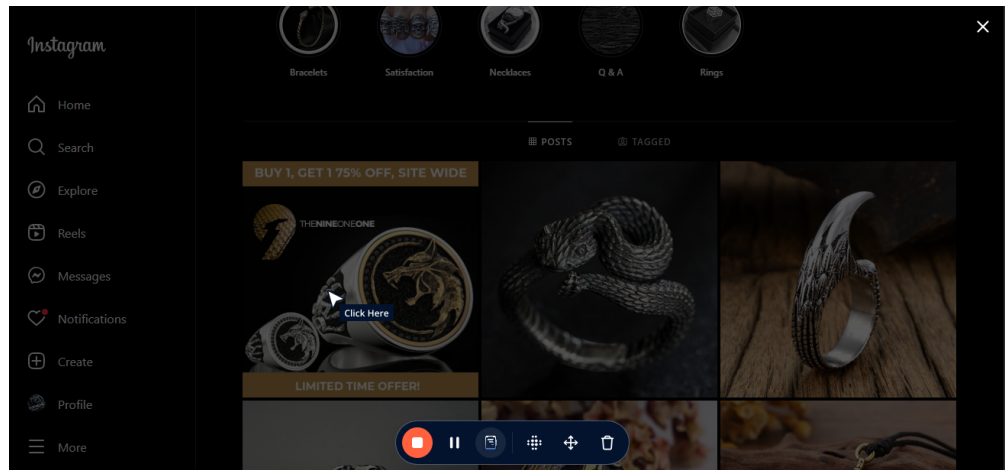 Instagram
Home
Search
Explore
Reels
Messages
Notifications
Create
Profile
More
Bracelets
Satisfaction
Necklaces
Q & A
Rings
POSTS
TAGGED
BUY 1, GET 1 75% OFF, SITE WIDE
THENINEONEONE
Click Here
LIMITED TIME OFFER!